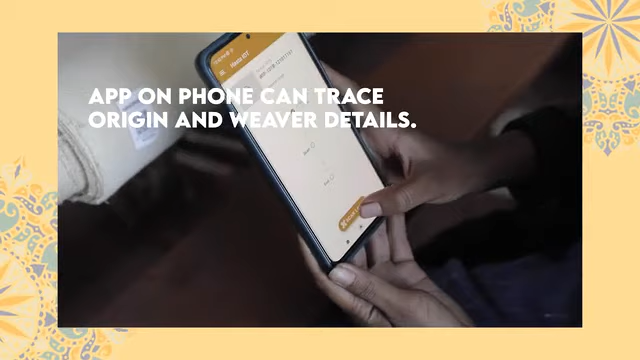 APP ON PHONE CAN TRACE
ORIGIN AND WEAVER DETAILS.